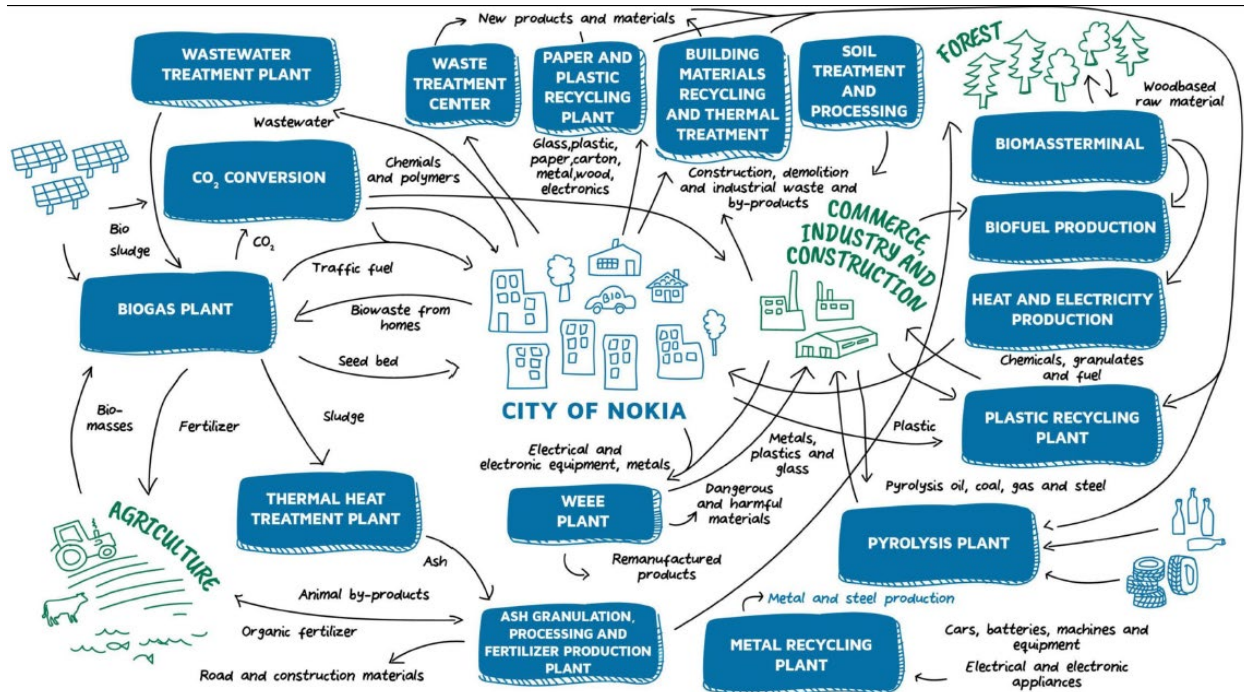 New products and materials
WASTEWATER
TREATMENT PLANT
WASTE
TREATMENT
CENTER
PAPER AND
PLASTIC
RECYCLING
PLANT
BUILDING
MATERIALS
RECYCLING
AND THERMAL
TREATMENT
SOIL
TREATMENT
AND
PROCESSING
FOREST
Woodbased
raw material
Wastewater
Glass,plastic,
paper,carton,
metal,wood,
electronics
BIOMASSTERMINAL
CO₂ CONVERSION
Chemials
and polymers
Construction, demolition
and industrial waste and
by-products
COMMERCE,
INDUSTRY AND
CONSTRUCTION
BIOFUEL PRODUCTION
Bio
sludge
CO₂
Traffic fuel
BIO
BIOGAS PLANT
HEAT AND ELECTRICITY
PRODUCTION
Biowaste from
homes
Seed bed
Chemicals, granulates
and fuel
CITY OF NOKIA
PLASTIC RECYCLING
PLANT
Bio-
masses
Fertilizer
Sludge
Plastic
Electrical and
electronic equipment, metals
Metals,
plastics and
glass
Pyrolysis oil, coal, gas and steel
THERMAL HEAT
TREATMENT PLANT
WEEE
PLANT
Dangerous
and harmful
materials
AGRICULTURE
PYROLYSIS PLANT
Ash
Remanufactured
products
Animal by-products
Organic fertilizer
Road and construction materials
ASH GRANULATION,
PROCESSING AND
FERTILIZER PRODUCTION
PLANT
Metal and steel production
METAL RECYCLING
PLANT
Cars, batteries, machines and
equipment
Electrical and electronic
appliances